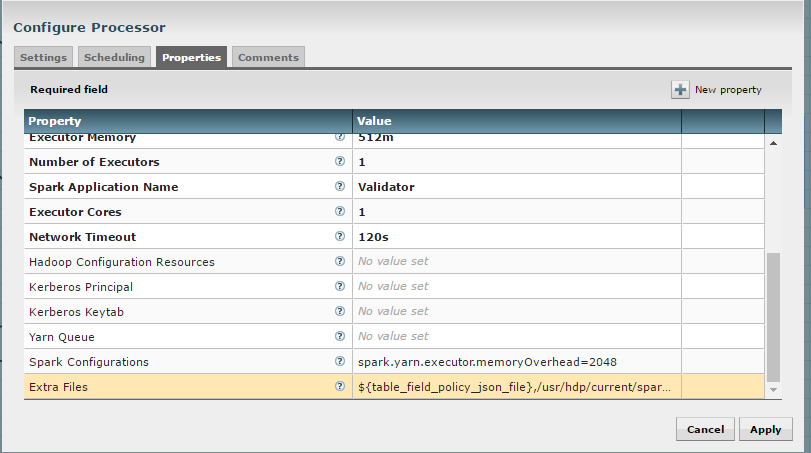 Configure Processor
Settings Scheduling Properties Comments
Required field New property
Property Value
Executor Memory ? 512m
Number of Executors ? 1
Spark Application Name ? Validator
Executor Cores ? 1
Network Timeout ? 120s
Hadoop Configuration Resources ? No value set
Kerberos Principal ? No value set
Kerberos Keytab ? No value set
Yarn Queue ? No value set
Spark Configurations ? spark.yarn.executor.memoryOverhead=2048
Extra Files ? ${table_field_policy_json_file},/usr/hdp/current/spar...
Cancel Apply